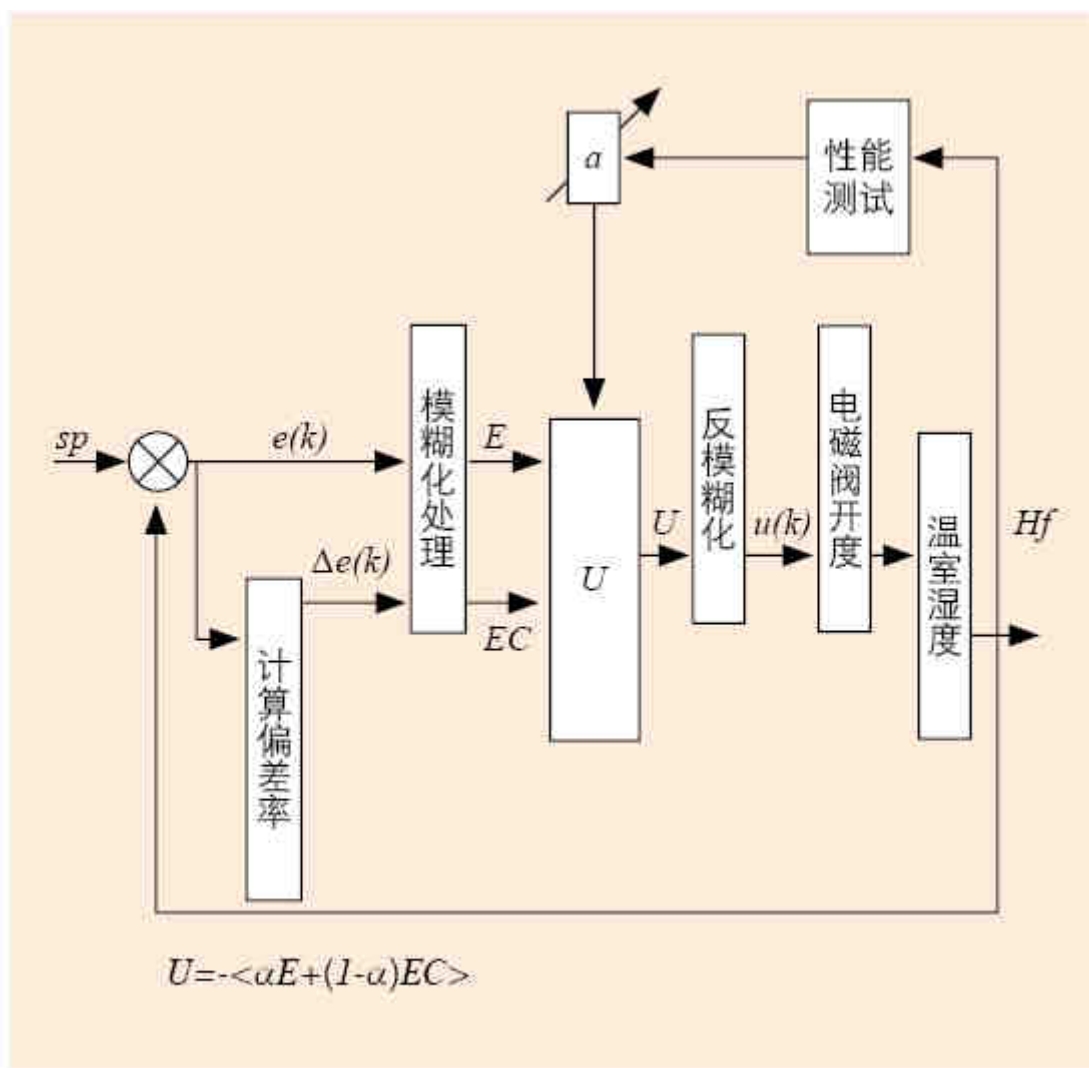 a
性能
测试
sp
e(k)
Δe(k)
计算偏差率
模糊化处理
E
EC
U
U
反模糊化
u(k)
电磁阀开度
温室湿度
Hf
U=-<αE+(1-α)EC>